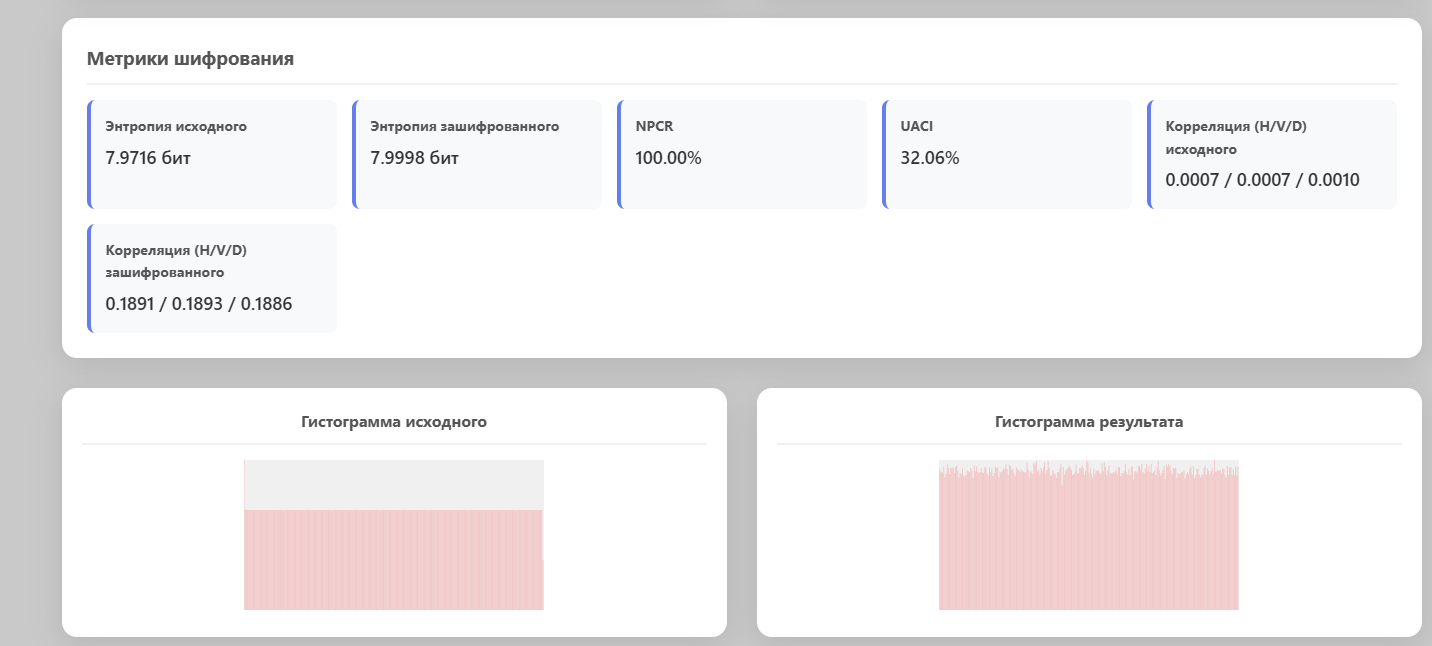 Метрики шифрования
Энтропия исходного
7.9716 бит
Энтропия зашифрованного
7.9998 бит
NPCR
100.00%
UACI
32.06%
Корреляция (H/V/D)
исходного
0.0007 / 0.0007 / 0.0010
Корреляция (H/V/D)
зашифрованного
0.1891 / 0.1893 / 0.1886
Гистограмма исходного
Гистограмма результата